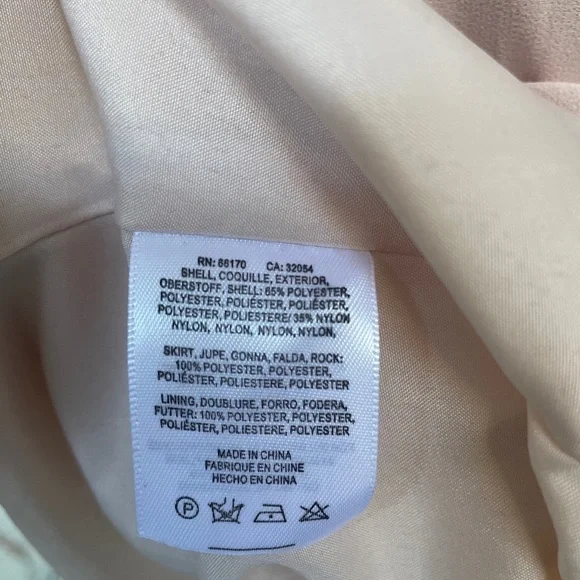 RN: 66170 CA: 32054
SHELL, COQUILLE, EXTERIOR,
OBERSTOFF, SHELL: 65% POLYESTER,
POLYESTER, POLIÉSTER, POLIÉSTER,
POLYESTER, POLIESTERE/ 35% NYLON
NYLON, NYLON, NYLON, NYLON,
SKIRT, JUPE, GONNA, FALDA, ROCK:
100% POLYESTER, POLYESTER,
POLIÉSTER, POLIESTERE, POLYESTER
LINING, DOUBLURE, FORRO, FODERA,
FUTTER: 100% POLYESTER, POLYESTER,
POLIÉSTER, POLIESTERE, POLYESTER
MADE IN CHINA
FABRIQUE EN CHINE
HECHO EN CHINA
P